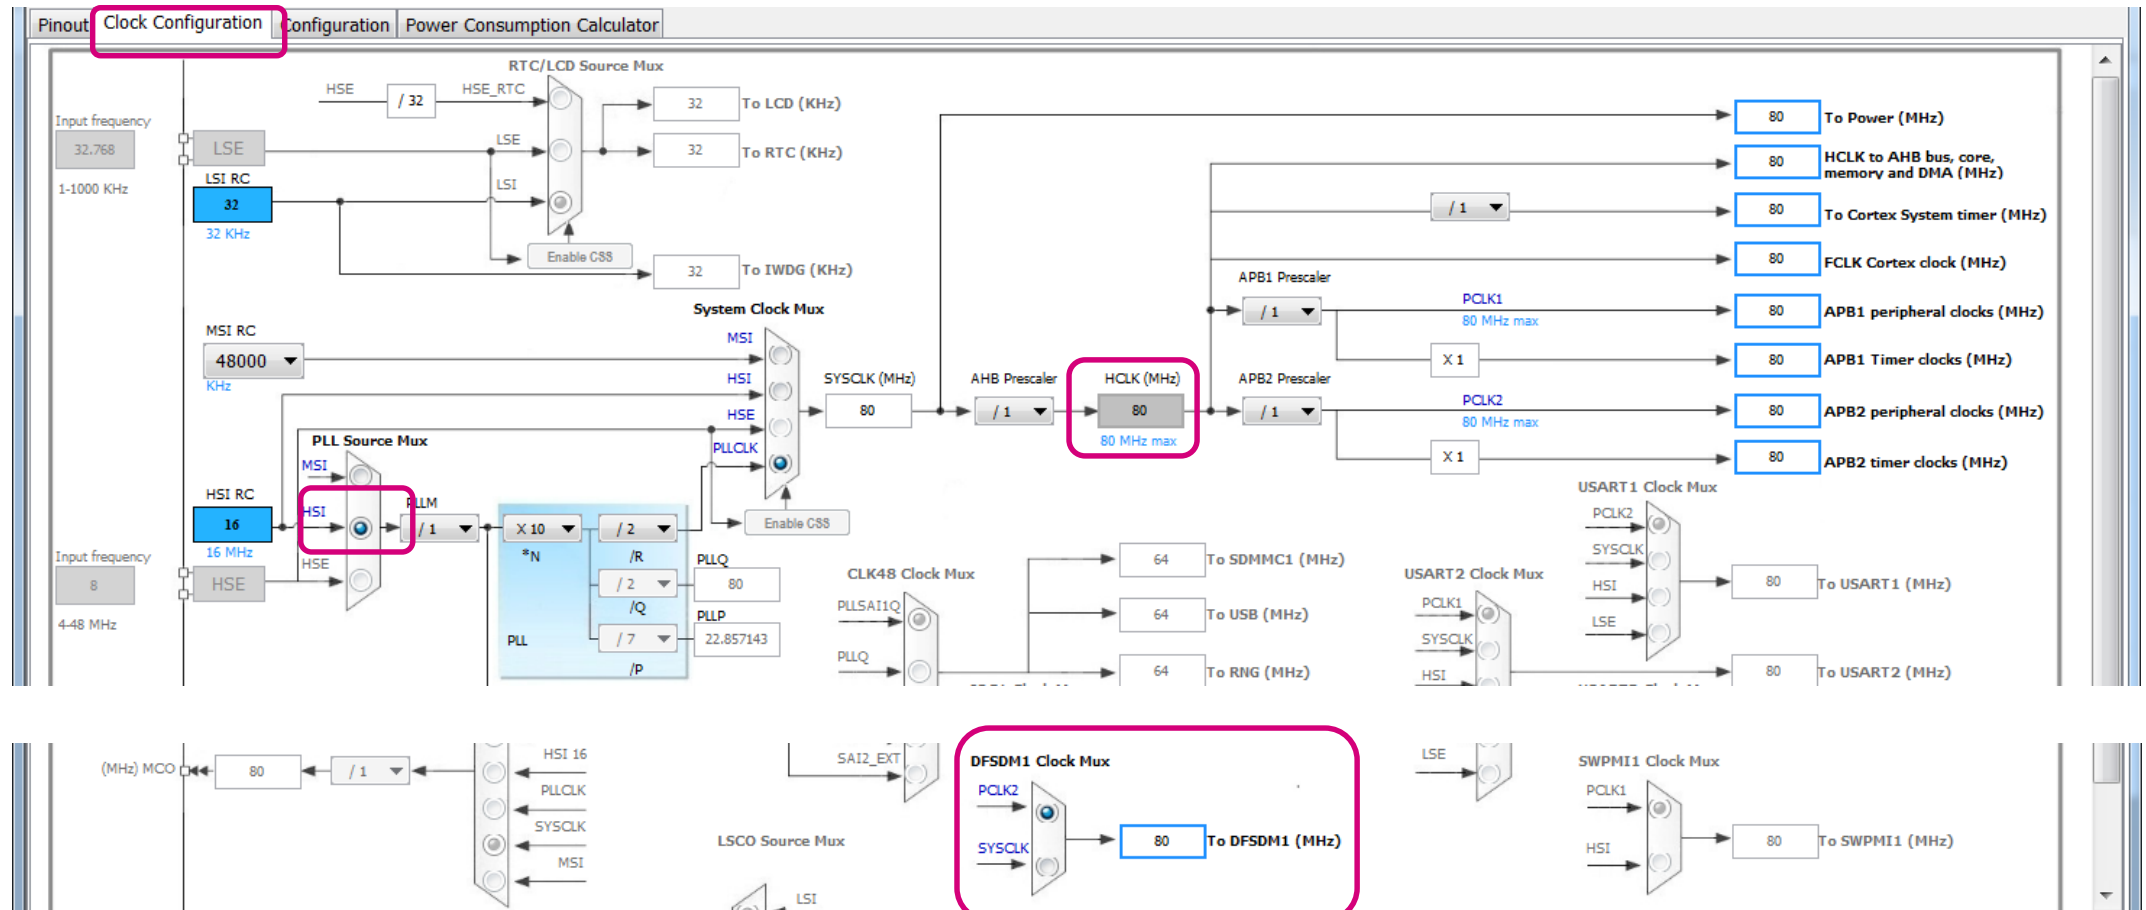 Pinout
Clock Configuration
Configuration
Power Consumption Calculator
RTC/LCD Source Mux
HSE
/ 32
HSE_RTC
32
To LCD (KHz)
Input frequency
32.768
1-1000 KHz
LSE
LSE
32
To RTC (KHz)
LSI RC
32
32 KHz
LSI
Enable CSS
32
To IWDG (KHz)
80
To Power (MHz)
80
HCLK to AHB bus, core,
memory and DMA (MHz)
/ 1
80
To Cortex System timer (MHz)
80
FCLK Cortex clock (MHz)
APB1 Prescaler
/ 1
PCLK1
80 MHz max
80
APB1 peripheral clocks (MHz)
X 1
80
APB1 Timer clocks (MHz)
System Clock Mux
MSI RC
48000
KHz
MSI
HSI
HSE
PLLCLK
SYSCLK (MHz)
80
AHB Prescaler
/ 1
HCLK (MHz)
80
80 MHz max
APB2 Prescaler
/ 1
PCLK2
80 MHz max
80
APB2 peripheral clocks (MHz)
X 1
80
APB2 timer clocks (MHz)
PLL Source Mux
MSI
HSI RC
16
16 MHz
HSI
HSE
PLLM
/ 1
Input frequency
8
4-48 MHz
HSE
X 10
*N
/ 2
/R
/ 2
/Q
/ 7
/P
PLL
PLLQ
80
PLLP
22.857143
Enable CSS
CLK48 Clock Mux
PLLSAI1Q
PLLQ
64
To SDMMC1 (MHz)
64
To USB (MHz)
64
To RNG (MHz)
USART2 Clock Mux
PCLK1
SYSCLK
HSI
80
To USART2 (MHz)
USART1 Clock Mux
PCLK2
SYSCLK
HSI
LSE
80
To USART1 (MHz)
(MHz) MCO
80
/ 1
HSI 16
PLLCLK
SYSCLK
MSI
SAI2_EXT
LSCO Source Mux
LSI
DFSDM1 Clock Mux
PCLK2
SYSCLK
80
To DFSDM1 (MHz)
LSE
SWPMI1 Clock Mux
PCLK1
HSI
80
To SWPMI1 (MHz)